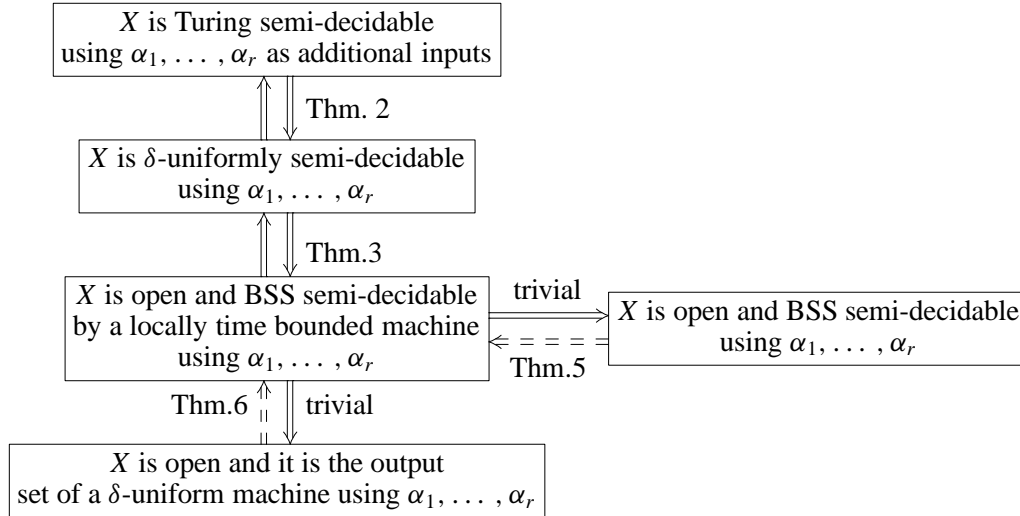 X is Turing semi-decidable
using α₁, . . . , αᵣ as additional inputs
Thm. 2
X is δ-uniformly semi-decidable
using α₁, . . . , αᵣ
Thm.3
X is open and BSS semi-decidable
by a locally time bounded machine
using α₁, . . . , αᵣ
trivial
Thm.5
X is open and BSS semi-decidable
using α₁, . . . , αᵣ
Thm.6
trivial
X is open and it is the output
set of a δ-uniform machine using α₁, . . . , αᵣ